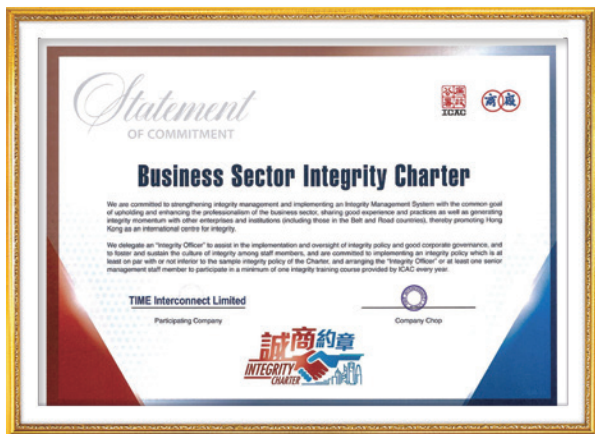 Statement
OF COMMITMENT
ICAC
Business Sector Integrity Charter
We are committed to strengthening integrity management and implementing an Integrity Management System with the common goal
of upholding and enhancing the professionalism of the business sector, sharing good experience and practices as well as generating
integrity momentum with other enterprises and institutions (including those in the Belt and Road countries), thereby promoting Hong
Kong as an international centre for integrity.
We delegate an "Integrity Officer" to assist in the implementation and oversight of integrity policy and good corporate governance, and
to foster and sustain the culture of integrity among staff members, and are committed to implementing an integrity policy which is at
least on par with or not inferior to the sample integrity policy of the Charter, and arranging the "Integrity Officer" or at least one senior
management staff member to participate in a minimum of one integrity training course provided by ICAC every year.
TIME Interconnect Limited
Participating Company
Company Chop
誠商約章
INTEGRITY
CHARTER